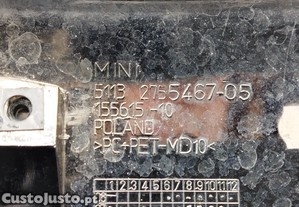 MINI
5113 2755467-05
155615-10
POLAND
>PC+PET-MD10<
1 2 3 4 5 6 7 8 9 10 11 12
CustoJusto.pt